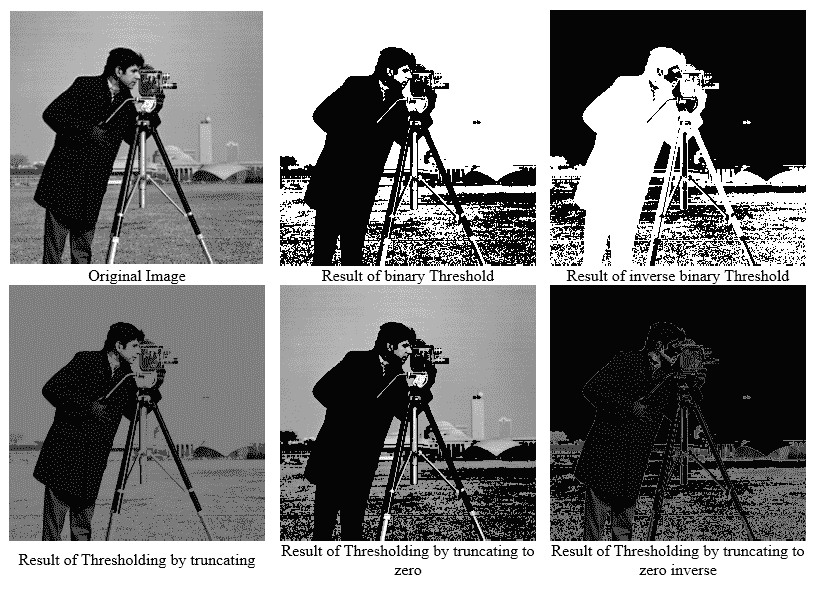 Original Image
Result of binary Threshold
Result of inverse binary Threshold
Result of Thresholding by truncating
Result of Thresholding by truncating to
zero
Result of Thresholding by truncating to
zero inverse